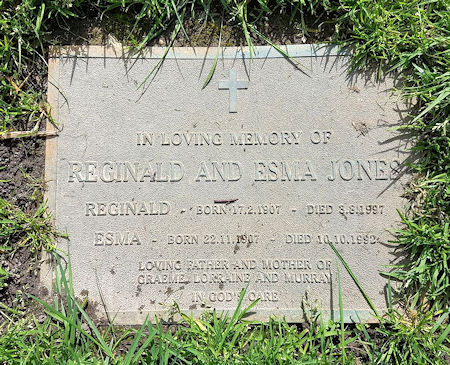 IN LOVING MEMORY OF
REGINALD AND ESMA JONES
REGINALD - BORN 17.2.1907 - DIED 8.8.1997
ESMA - BORN 22.11.1907 - DIED 10.10.1992
LOVING FATHER AND MOTHER OF
GRAEME, LORRAINE AND MURRAY
IN GOD'S CARE